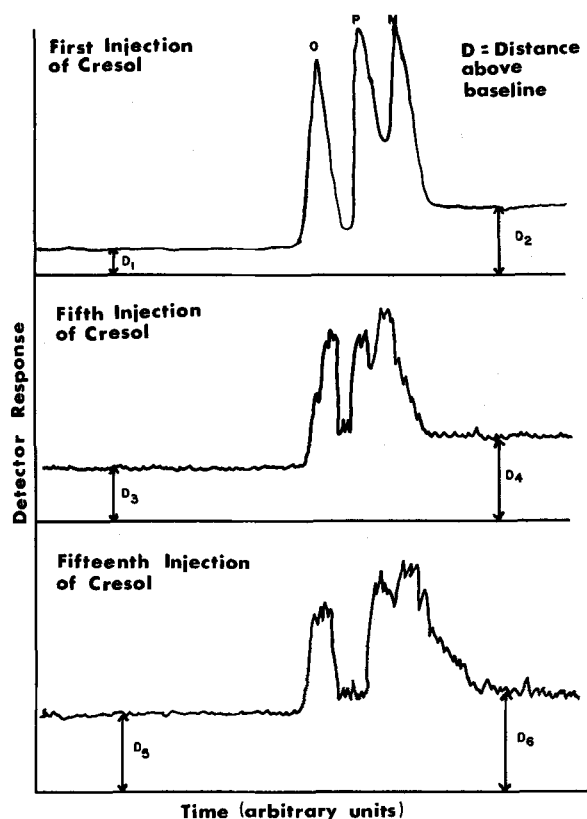 First Injection
of Cresol
O
P
M
D = Distance
above
baseline
D₁
D₂
Fifth Injection
of Cresol
D₃
D₄
Fifteenth Injection
of Cresol
D₅
D₆
Detector Response
Time (arbitrary units)